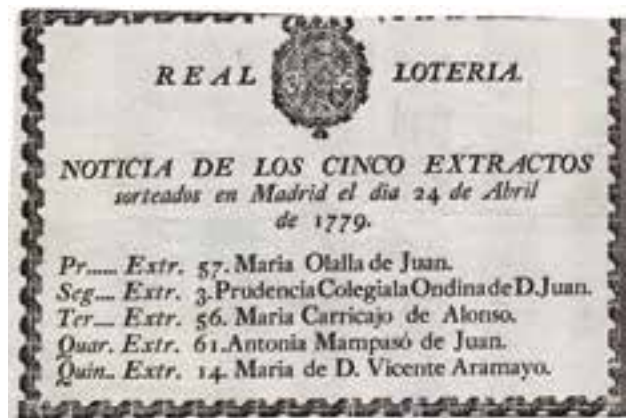 REAL LOTERIA.
NOTICIA DE LOS CINCO EXTRACTOS
sorteados en Madrid el dia 24 de Abril
de 1779.
Pr..... Extr. 57. Maria Olalla de Juan.
Seg.... Extr. 3. Prudencia Colegiala Ondina de D. Juan.
Ter.... Extr. 56. Maria Carricajo de Alonso.
Quar. Extr. 61. Antonia Mampasó de Juan.
Quin.. Extr. 14. Maria de D. Vicente Aramayo.